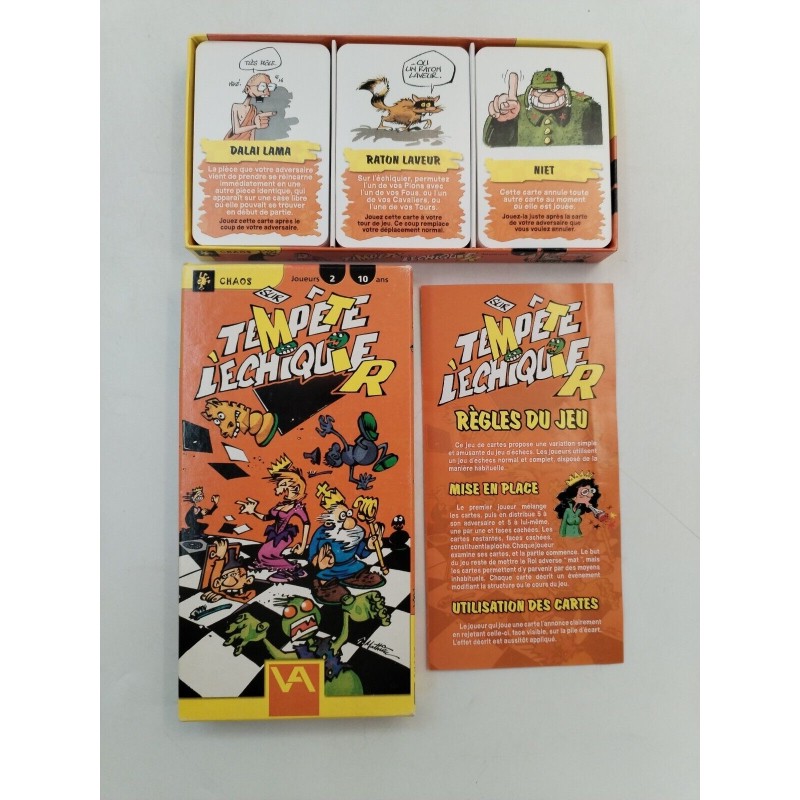 TRÈS DRÔLE.
DALAI LAMA
La pièce que votre adversaire
vient de prendre se réincarne
immédiatement en une
autre pièce identique, qui
apparaît sur une case libre
où elle pouvait se trouver
en début de partie.
Jouez cette carte après le
coup de votre adversaire.
...OU
UN RATON
LAVEUR.
RATON LAVEUR
Sur l'échiquier, permutez
l'un de vos Pions avec
l'un de vos Fous, ou l'un
de vos Cavaliers, ou
l'une de vos Tours.
Jouez cette carte à votre
tour de jeu. Ce coup remplace
votre déplacement normal.
NIET
Cette carte annule toute
autre carte au moment
où elle est jouée.
Jouez-la juste après la carte
de votre adversaire que
vous voulez annuler.
CHAOS
Joueurs 2
10 ans
TEMPÊTE
SUR
L'ECHIQUIER
VA
TEMPÊTE
SUR
L'ECHIQUIER
RÈGLES DU JEU
Ce jeu de cartes propose une variation simple
et amusante du jeu d'échecs. Les joueurs utilisent
un jeu d'échecs normal et complet, disposé de la
manière habituelle.
MISE EN PLACE
Le premier joueur mélange
les cartes, puis en distribue 5 à
son adversaire et 5 à lui-même,
une par une et faces cachées. Les
cartes restantes, faces cachées,
constituent la pioche. Chaque joueur
examine ses cartes, et la partie commence. Le but
du jeu reste de mettre le Roi adverse "mat", mais
les cartes permettent d'y parvenir par des moyens
inhabituels. Chaque carte décrit un événement
modifiant la structure ou le cours du jeu.
UTILISATION DES CARTES
Le joueur qui joue une carte l'annonce clairement
en rejetant celle-ci, face visible, sur la pile d'écart.
L'effet décrit est aussitôt appliqué.